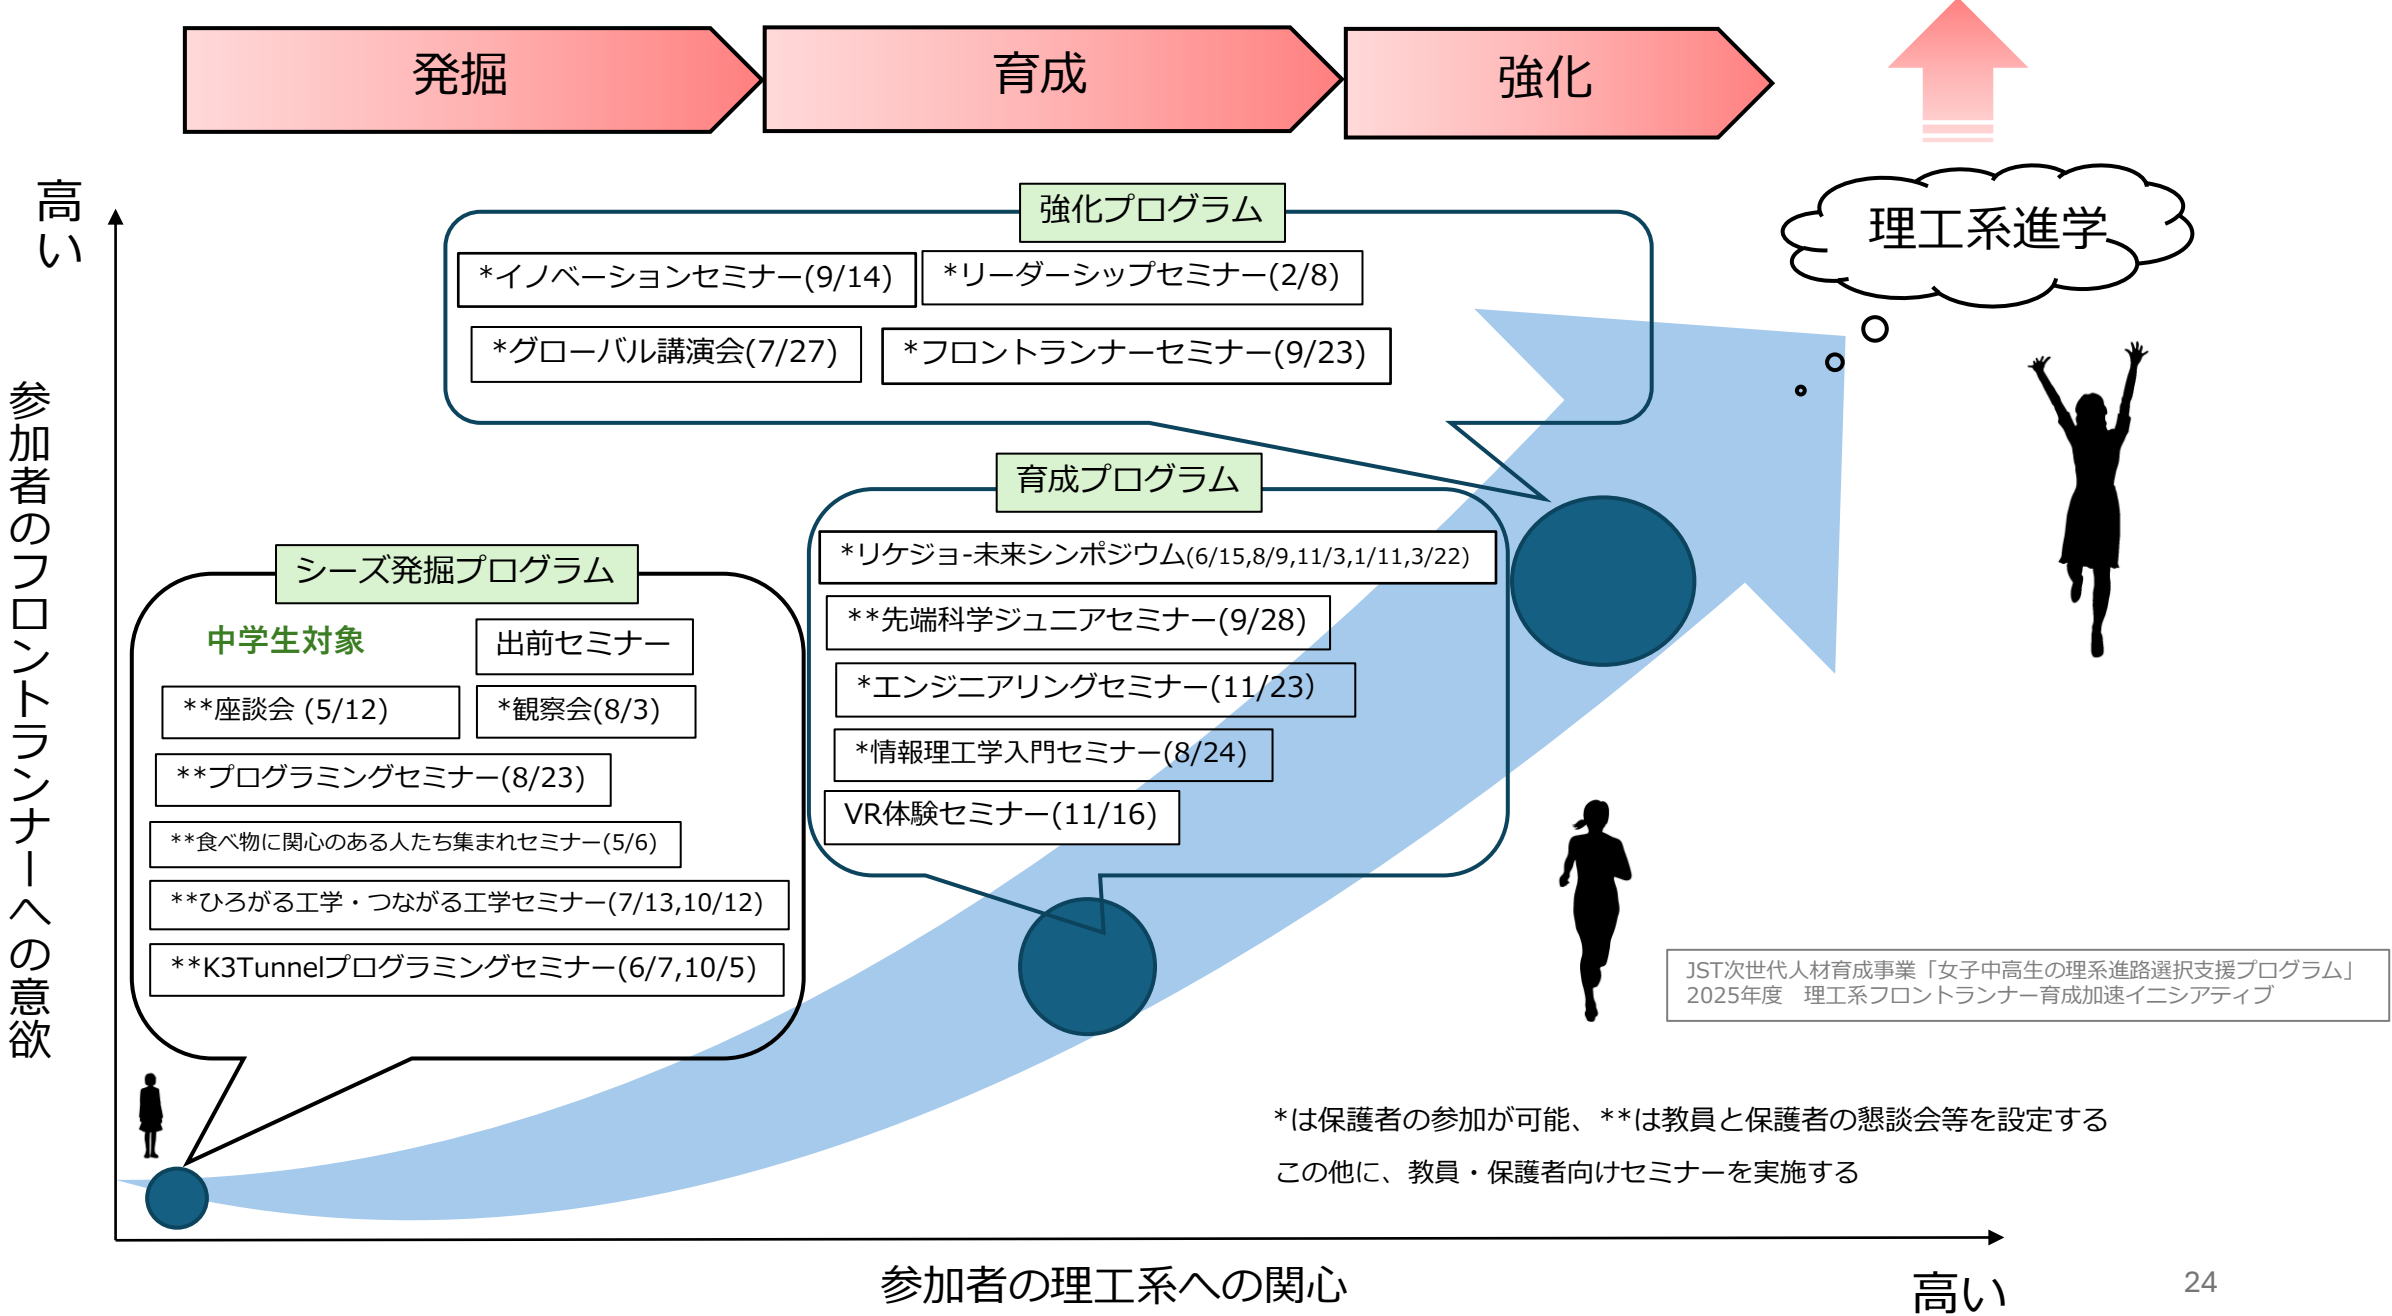 発掘
育成
強化
高い
参加者のフロントランナーへの意欲
理工系進学
強化プログラム
*イノベーションセミナー(9/14)
*リーダーシップセミナー(2/8)
*グローバル講演会(7/27)
*フロントランナーセミナー(9/23)
育成プログラム
*リケジョ-未来シンポジウム(6/15,8/9,11/3,1/11,3/22)
**先端科学ジュニアセミナー(9/28)
*エンジニアリングセミナー(11/23）
*情報理工学入門セミナー(8/24)
VR体験セミナー(11/16)
シーズ発掘プログラム
中学生対象
出前セミナー
**座談会 (5/12)
*観察会(8/3)
**プログラミングセミナー(8/23)
**食べ物に関心のある人たち集まれセミナー(5/6)
**ひろがる工学・つながる工学セミナー(7/13,10/12)
**K3Tunnelプログラミングセミナー(6/7,10/5)
JST次世代人材育成事業「女子中高生の理系進路選択支援プログラム」
2025年度　理工系フロントランナー育成加速イニシアティブ
*は保護者の参加が可能、**は教員と保護者の懇談会等を設定する
この他に、教員・保護者向けセミナーを実施する
参加者の理工系への関心
高い
24